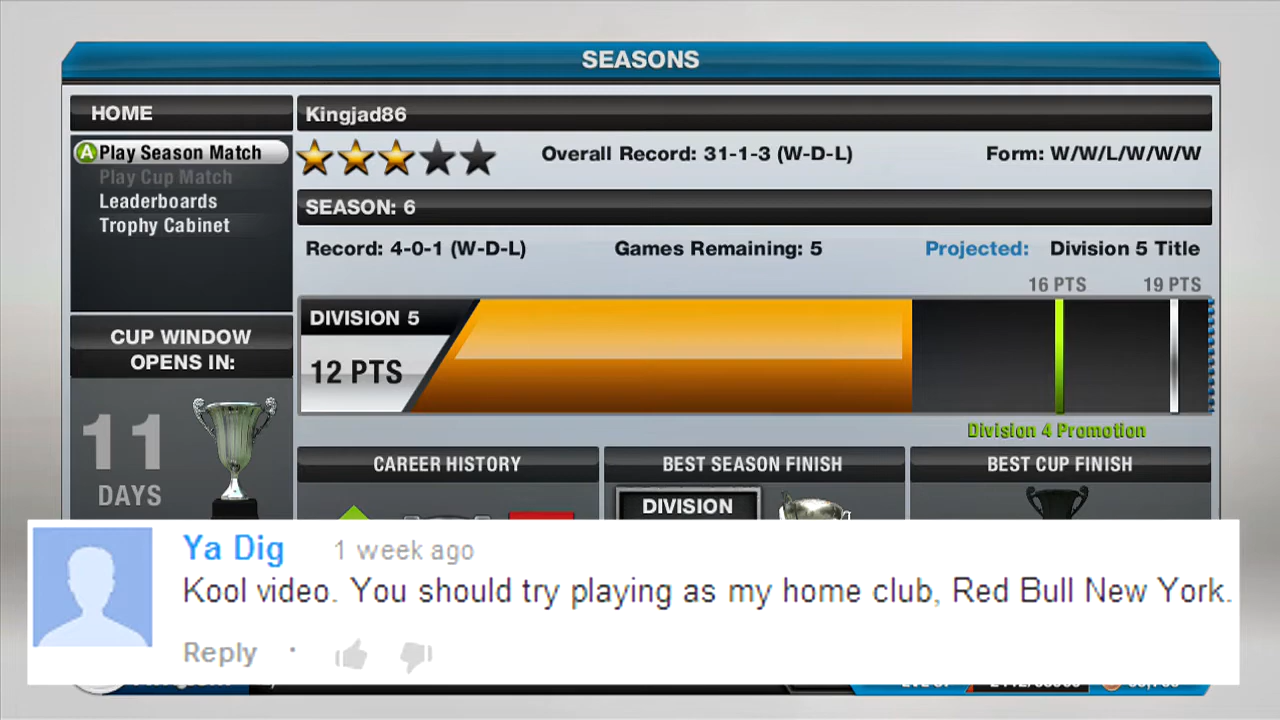 SEASONS
HOME
Kingjad86
Play Season Match
Play Cup Match
Leaderboards
Trophy Cabinet
Overall Record: 31-1-3 (W-D-L)
Form: W/W/L/W/W/W
SEASON: 6
Record: 4-0-1 (W-D-L)
Games Remaining: 5
Projected: Division 5 Title
16 PTS
19 PTS
DIVISION 5
12 PTS
Division 4 Promotion
CUP WINDOW
OPENS IN:
11
DAYS
CAREER HISTORY
BEST SEASON FINISH
BEST CUP FINISH
DIVISION
Ya Dig 1 week ago
Kool video. You should try playing as my home club, Red Bull New York.
Reply